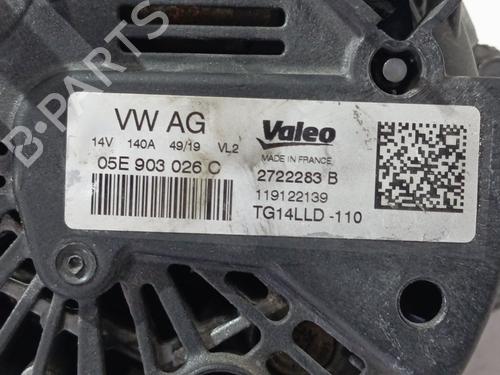 B-PARTS
VW AG
14V 140A 49/19 VL2
05E 903 026 C
Valeo
MADE IN FRANCE
2722283 B
119122139
TG14LLD -110